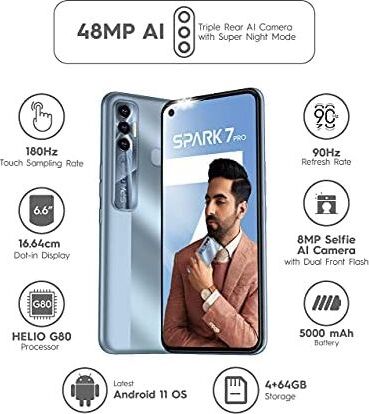 48MP AI
Triple Rear AI Camera
with Super Night Mode
180Hz
Touch Sampling Rate
90Hz
90Hz
Refresh Rate
SPARK 7 PRO
SPARK 7
6.6"
16.64cm
Dot-in Display
8MP Selfie
AI Camera
with Dual Front Flash
G80
HELIO G80
Processor
5000 mAh
Battery
Latest
Android 11 OS
4+64GB
Storage